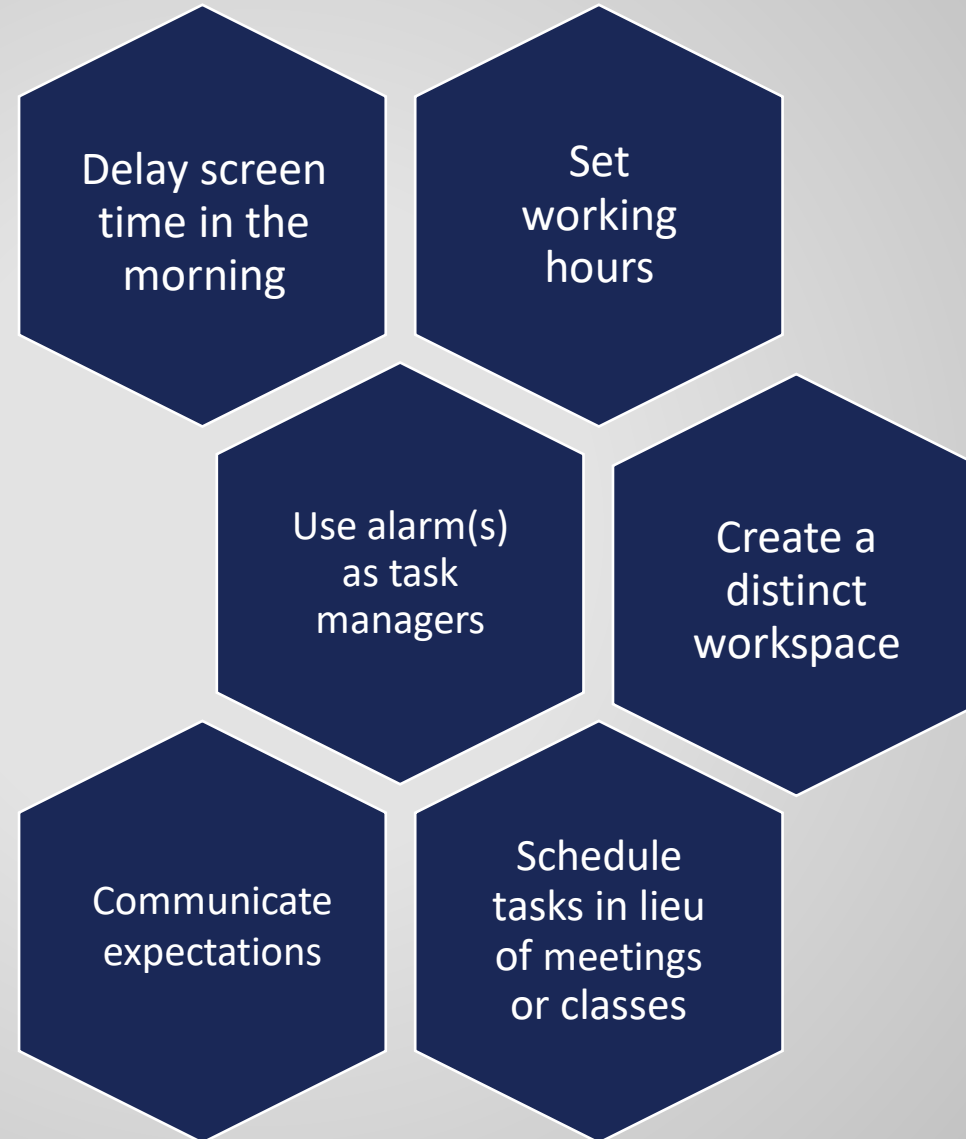 Delay screen
time in the
morning
Set
working
hours
Use alarm(s)
as task
managers
Create a
distinct
workspace
Communicate
expectations
Schedule
tasks in lieu
of meetings
or classes